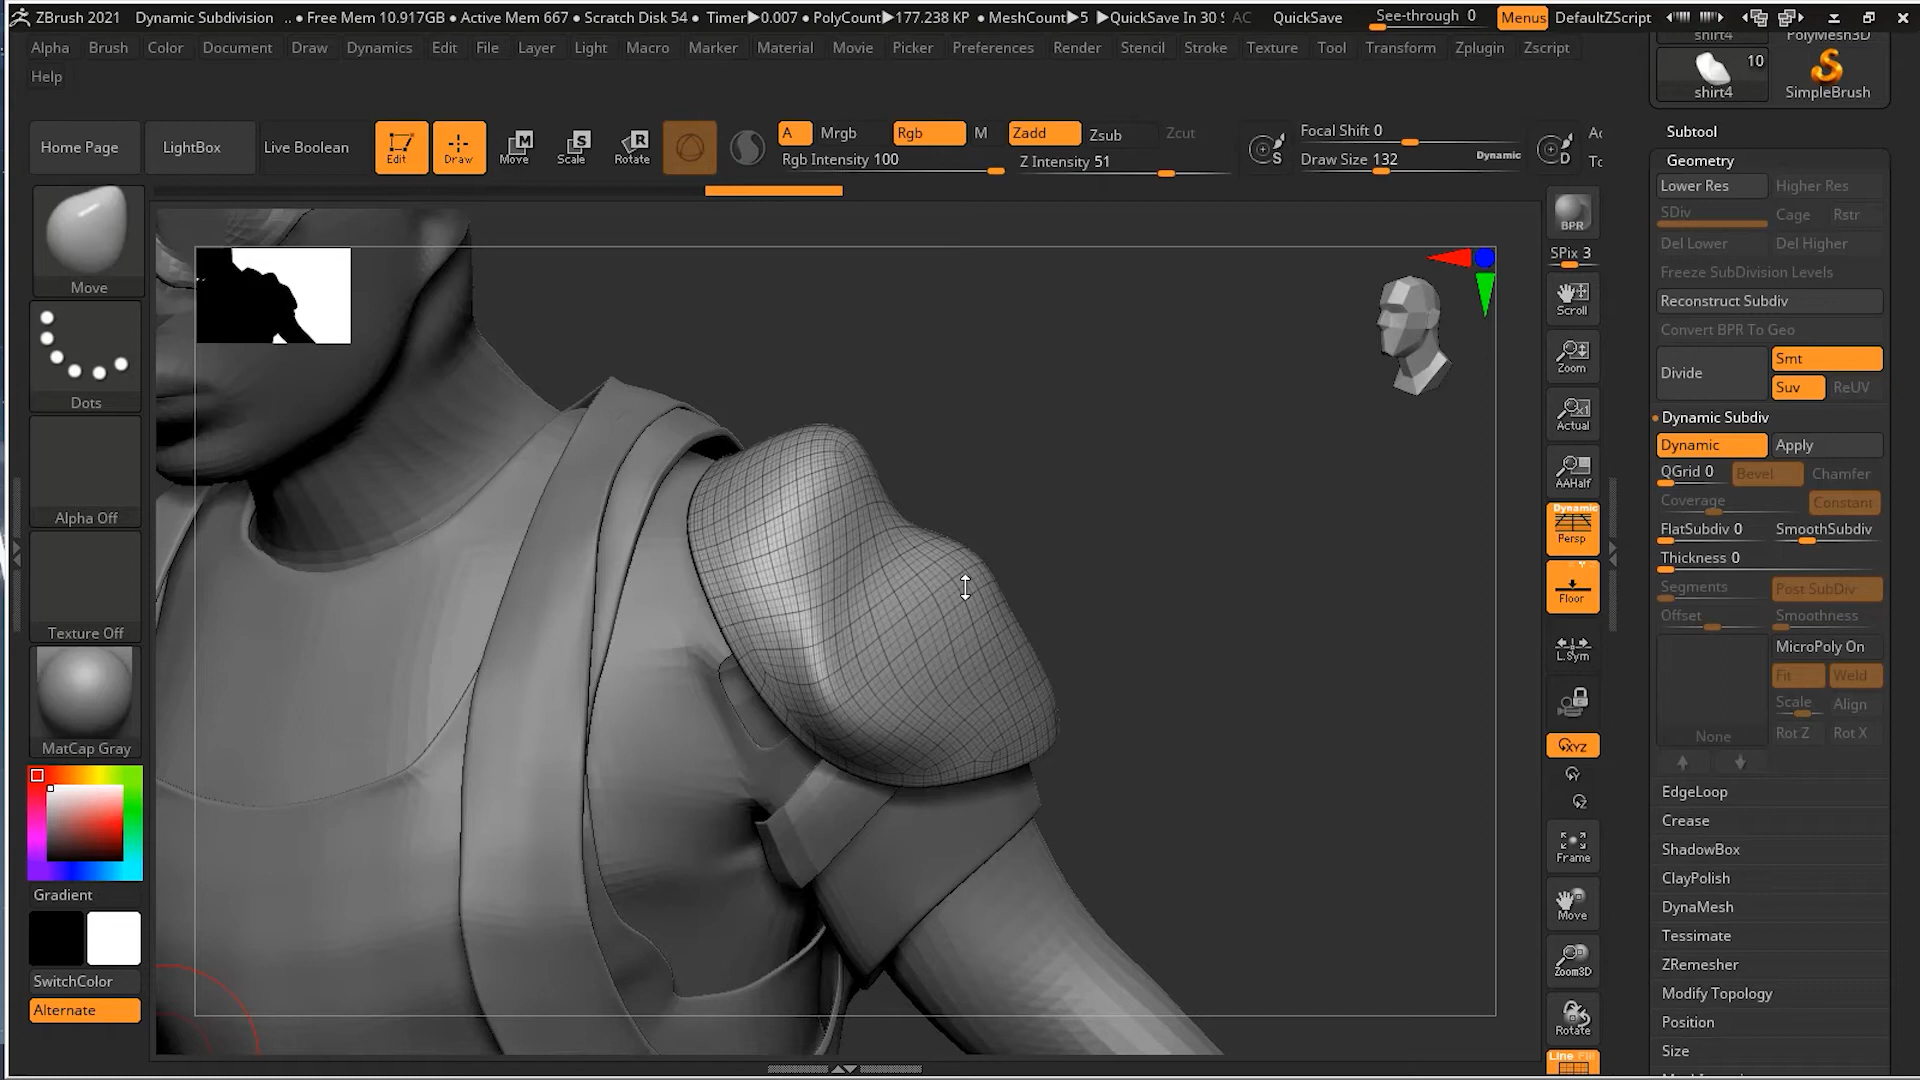 ZBrush 2021 Dynamic Subdivision .. • Free Mem 10.917GB • Active Mem 667 • Scratch Disk 54 • Timer▶0.007 • PolyCount▶177.238 KP • MeshCount▶5 ▶QuickSave In 30 S AC QuickSave See-through 0 Menus DefaultZScript
Alpha Brush Color Document Draw Dynamics Edit File Layer Light Macro Marker Material Movie Picker Preferences Render Stencil Stroke Surface Texture Tool Transform Zplugin Zscript
Help
shirt4 PolyMesh3D
10
shirt4 SimpleBrush
Home Page LightBox Live Boolean
Edit Draw Move Scale Rotate
A Mrgb Rgb M Zadd Zsub Zcut
Rgb Intensity 100 Z Intensity 51
Focal Shift 0
Draw Size 132 Dynamic
S D
Ac
To
Move
Dots
Alpha Off
Texture Off
MatCap Gray
Gradient
SwitchColor
Alternate
BPR
SPix 3
Scroll
Zoom
Actual
AAHalf
Dynamic
Persp
Floor
L.Sym
XYZ
Y
Z
Frame
Move
Zoom3D
Rotate
Line Fill
Subtool
Geometry
Lower Res Higher Res
SDiv Cage Rstr
Del Lower Del Higher
Freeze SubDivision Levels
Reconstruct Subdiv
Convert BPR To Geo
Divide Smt
Suv ReUV
Dynamic Subdiv
Dynamic Apply
QGrid 0 Bevel Chamfer
Coverage Constant
FlatSubdiv 0 SmoothSubdiv
Thickness 0
Segments Post SubDiv
Offset Smoothness
MicroPoly On
Fit Weld
Scale Align
None Rot Z Rot X
EdgeLoop
Crease
ShadowBox
ClayPolish
DynaMesh
Tessimate
ZRemesher
Modify Topology
Position
Size